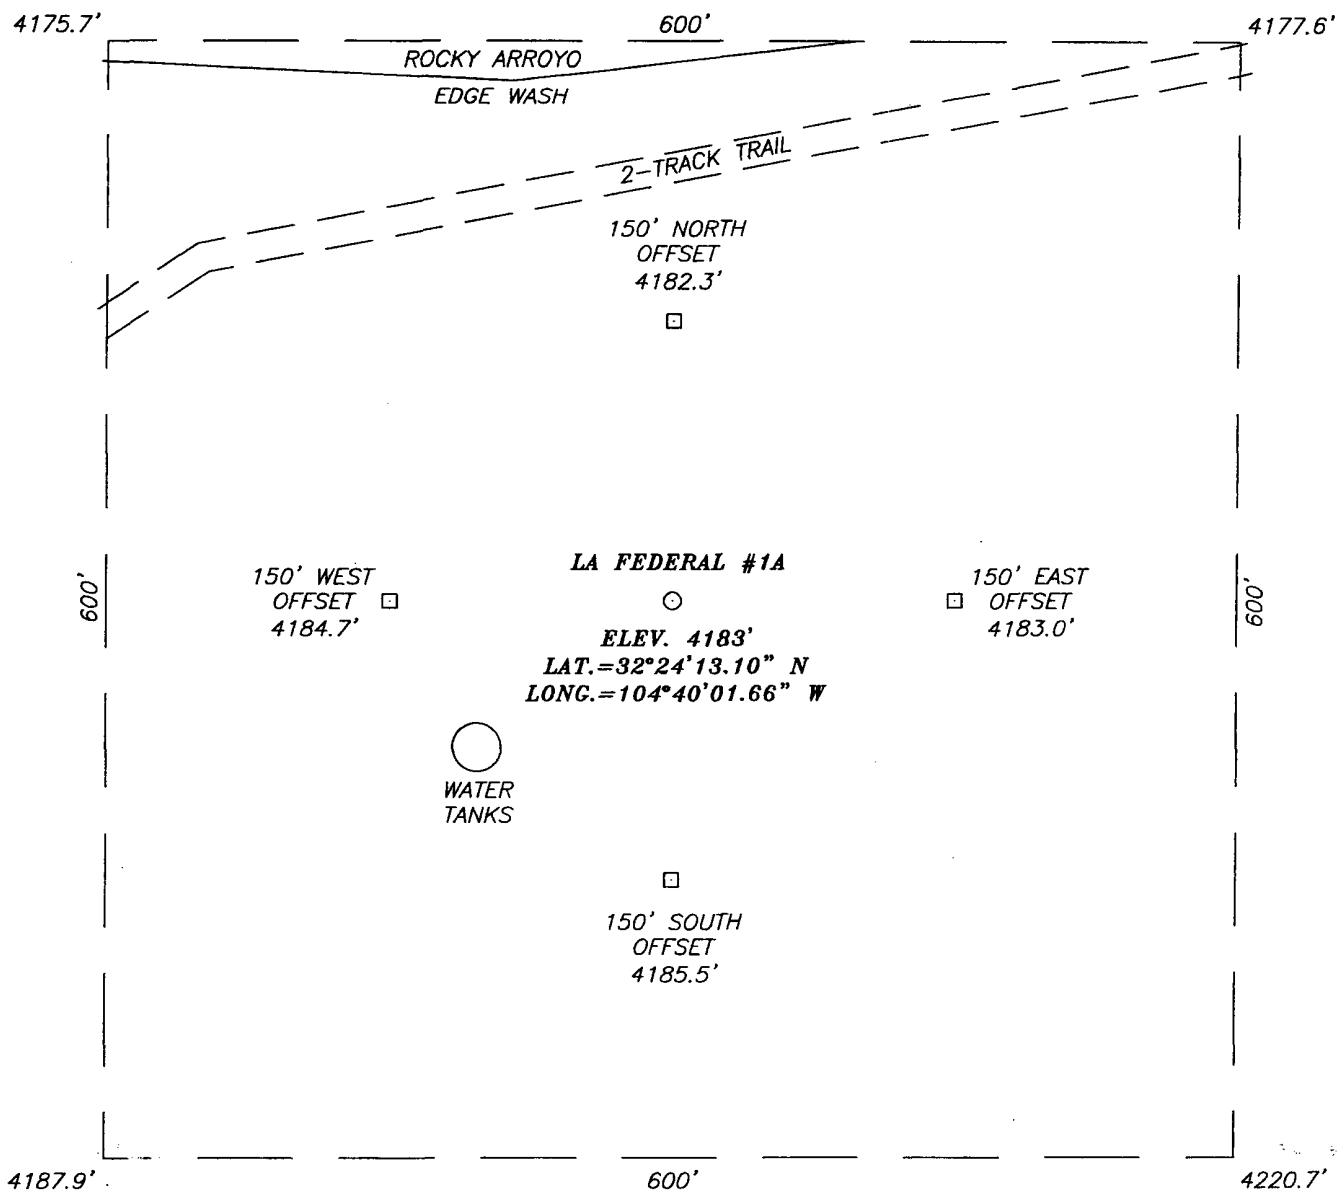 4175.7'
600'
4177.6'
ROCKY ARROYO
EDGE WASH
2-TRACK TRAIL
150' NORTH
OFFSET
4182.3'
600'
150' WEST
OFFSET
4184.7'
LA FEDERAL #1A
ELEV. 4183'
LAT.=32°24'13.10" N
LONG.=104°40'01.66" W
150' EAST
OFFSET
4183.0'
600'
WATER
TANKS
150' SOUTH
OFFSET
4185.5'
4187.9'
600'
4220.7'